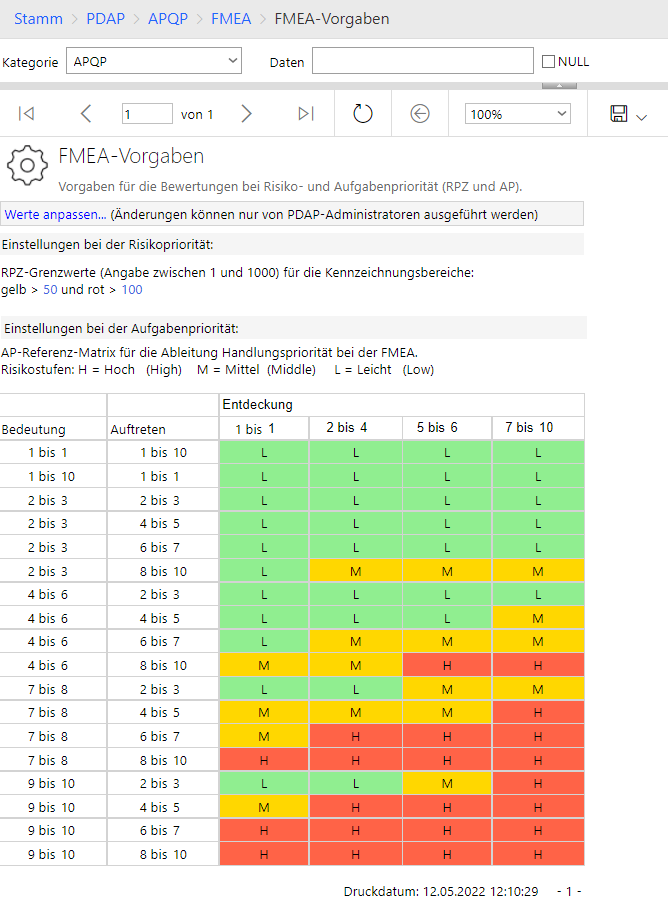 Stamm > PDAP > APQP > FMEA > FMEA-Vorgaben
Kategorie APQP Daten NULL
1 von 1 100%
FMEA-Vorgaben
Vorgaben für die Bewertungen bei Risiko- und Aufgabenpriorität (RPZ und AP).
Werte anpassen... (Änderungen können nur von PDAP-Administratoren ausgeführt werden)
Einstellungen bei der Risikopriorität:
RPZ-Grenzwerte (Angabe zwischen 1 und 1000) für die Kennzeichnungsbereiche:
gelb > 50 und rot > 100
Einstellungen bei der Aufgabenpriorität:
AP-Referenz-Matrix für die Ableitung Handlungspriorität bei der FMEA.
Risikostufen: H = Hoch (High) M = Mittel (Middle) L = Leicht (Low)
Entdeckung
Bedeutung Auftreten 1 bis 1 2 bis 4 5 bis 6 7 bis 10
1 bis 1 1 bis 10 L L L L
1 bis 10 1 bis 1 L L L L
2 bis 3 2 bis 3 L L L L
2 bis 3 4 bis 5 L L L L
2 bis 3 6 bis 7 L L L L
2 bis 3 8 bis 10 L M M M
4 bis 6 2 bis 3 L L L L
4 bis 6 4 bis 5 L L L M
4 bis 6 6 bis 7 L M M M
4 bis 6 8 bis 10 M M H H
7 bis 8 2 bis 3 L L M M
7 bis 8 4 bis 5 M M M H
7 bis 8 6 bis 7 M H H H
7 bis 8 8 bis 10 H H H H
9 bis 10 2 bis 3 L L M H
9 bis 10 4 bis 5 M H H H
9 bis 10 6 bis 7 H H H H
9 bis 10 8 bis 10 H H H H
Druckdatum: 12.05.2022 12:10:29 - 1 -